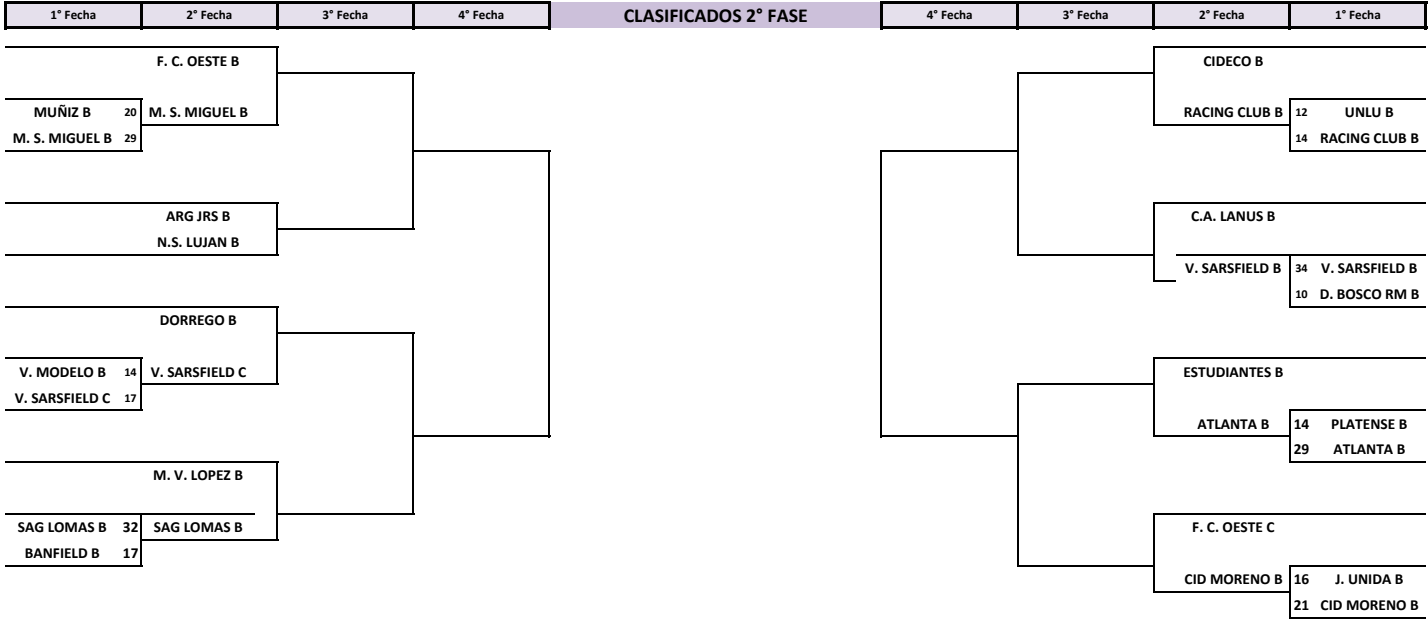 1° Fecha 2° Fecha 3° Fecha 4° Fecha CLASIFICADOS 2° FASE 4° Fecha 3° Fecha 2° Fecha 1° Fecha
F. C. OESTE B CIDECO B
MUÑIZ B 20 M. S. MIGUEL B RACING CLUB B 12 UNLU B
M. S. MIGUEL B 29 14 RACING CLUB B
ARG JRS B C.A. LANUS B
N.S. LUJAN B
V. SARSFIELD B 34 V. SARSFIELD B
10 D. BOSCO RM B
DORREGO B
V. MODELO B 14 V. SARSFIELD C ESTUDIANTES B
V. SARSFIELD C 17
ATLANTA B 14 PLATENSE B
29 ATLANTA B
M. V. LOPEZ B
SAG LOMAS B 32 SAG LOMAS B F. C. OESTE C
BANFIELD B 17
CID MORENO B 16 J. UNIDA B
21 CID MORENO B